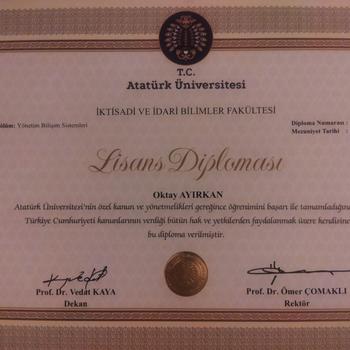 T.C.
Atatürk Üniversitesi
İKTİSADİ VE İDARİ BİLİMLER FAKÜLTESİ
Bölüm: Yönetim Bilişim Sistemleri
Diploma Numarası :
Mezuniyet Tarihi :
Lisans Diploması
Oktay AYIRKAN
Atatürk Üniversitesi'nin özel kanun ve yönetmelikleri gereğince öğrenimini başarı ile tamamladığından
Türkiye Cumhuriyeti kanunlarının verdiği bütün hak ve yetkilerden faydalanmak üzere kendisine
bu diploma verilmiştir.
Prof. Dr. Vedat KAYA
Dekan
Prof. Dr. Ömer ÇOMAKLI
Rektör